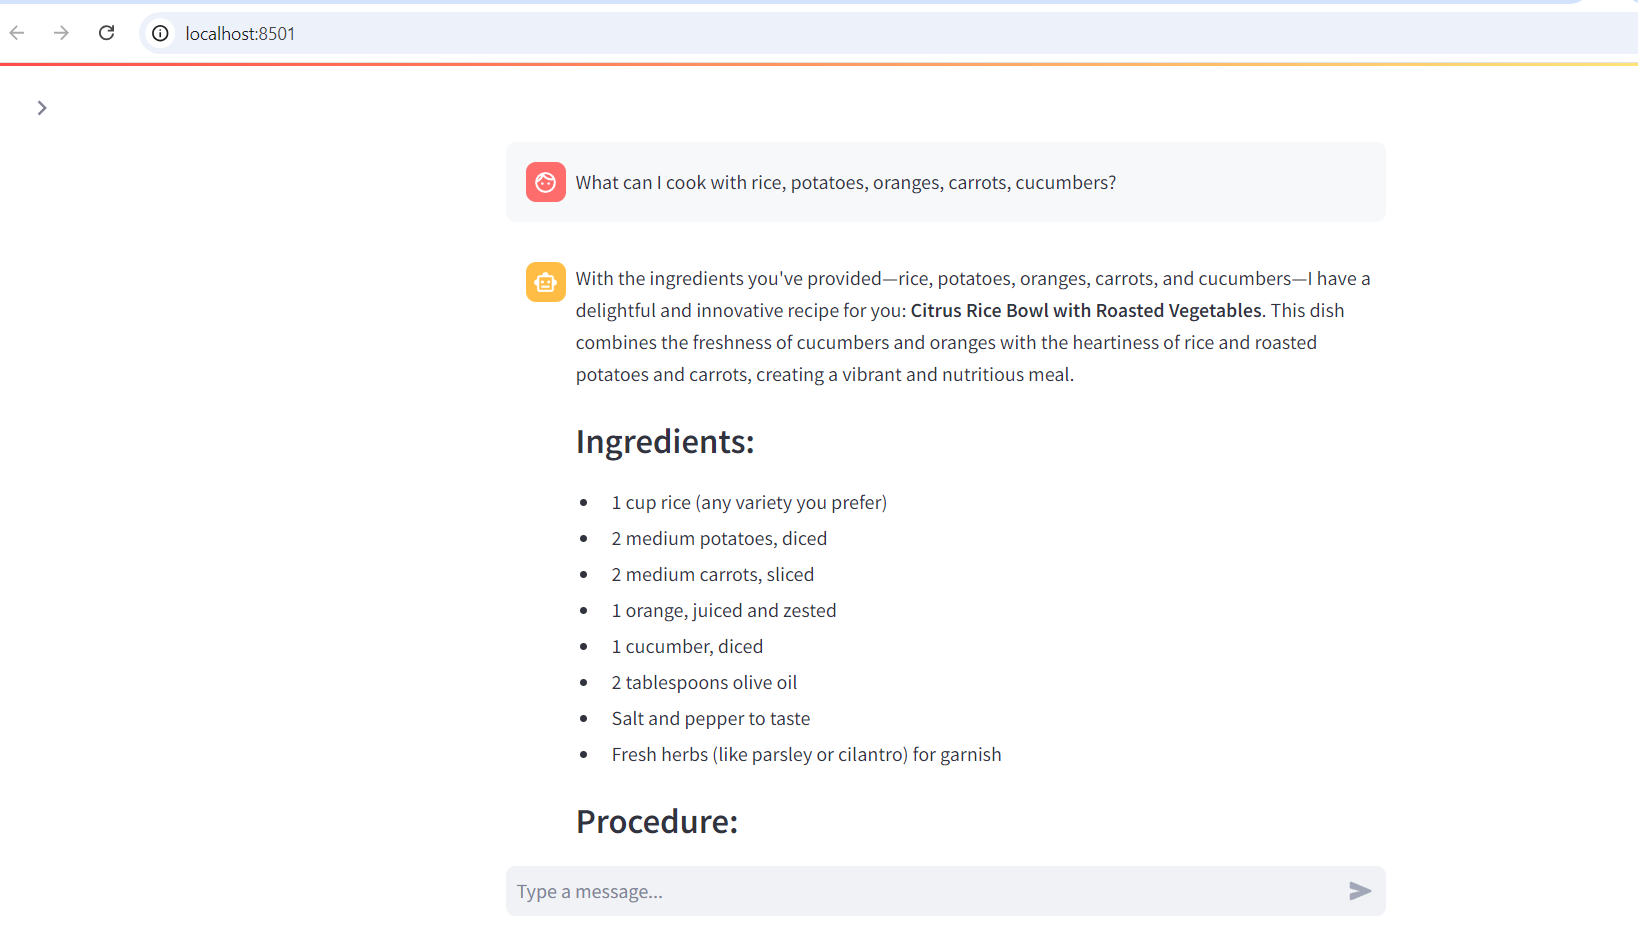 localhost:8501
What can I cook with rice, potatoes, oranges, carrots, cucumbers?
With the ingredients you've provided—rice, potatoes, oranges, carrots, and cucumbers—I have a
delightful and innovative recipe for you: Citrus Rice Bowl with Roasted Vegetables. This dish
combines the freshness of cucumbers and oranges with the heartiness of rice and roasted
potatoes and carrots, creating a vibrant and nutritious meal.
Ingredients:
• 1 cup rice (any variety you prefer)
• 2 medium potatoes, diced
• 2 medium carrots, sliced
• 1 orange, juiced and zested
• 1 cucumber, diced
• 2 tablespoons olive oil
• Salt and pepper to taste
• Fresh herbs (like parsley or cilantro) for garnish
Procedure:
Type a message...